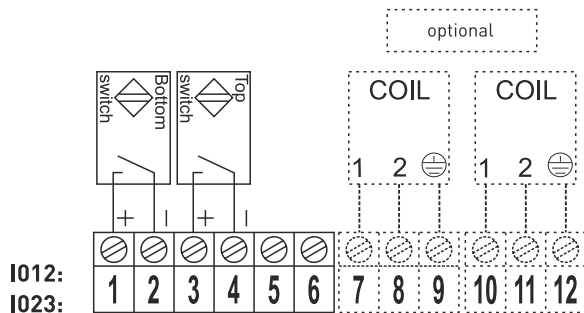 optional
Bottom
switch
Top
switch
COIL
COIL
1 2
1 2
+ – + –
I012:
I023:
1 2 3 4 5 6 7 8 9 10 11 12